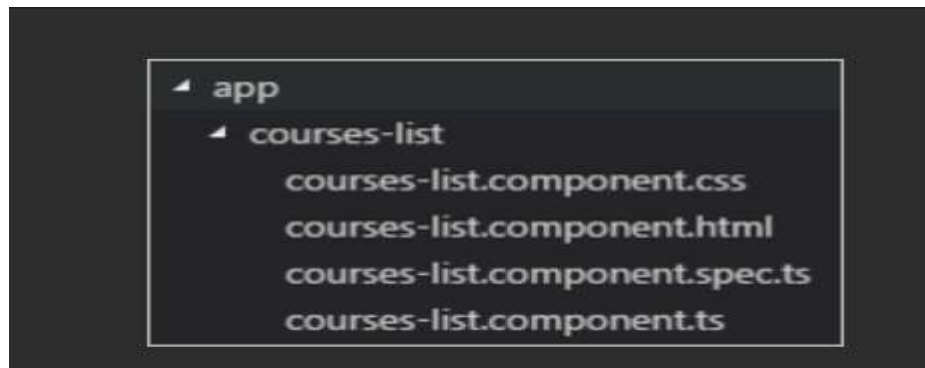 app
courses-list
courses-list.component.css
courses-list.component.html
courses-list.component.spec.ts
courses-list.component.ts